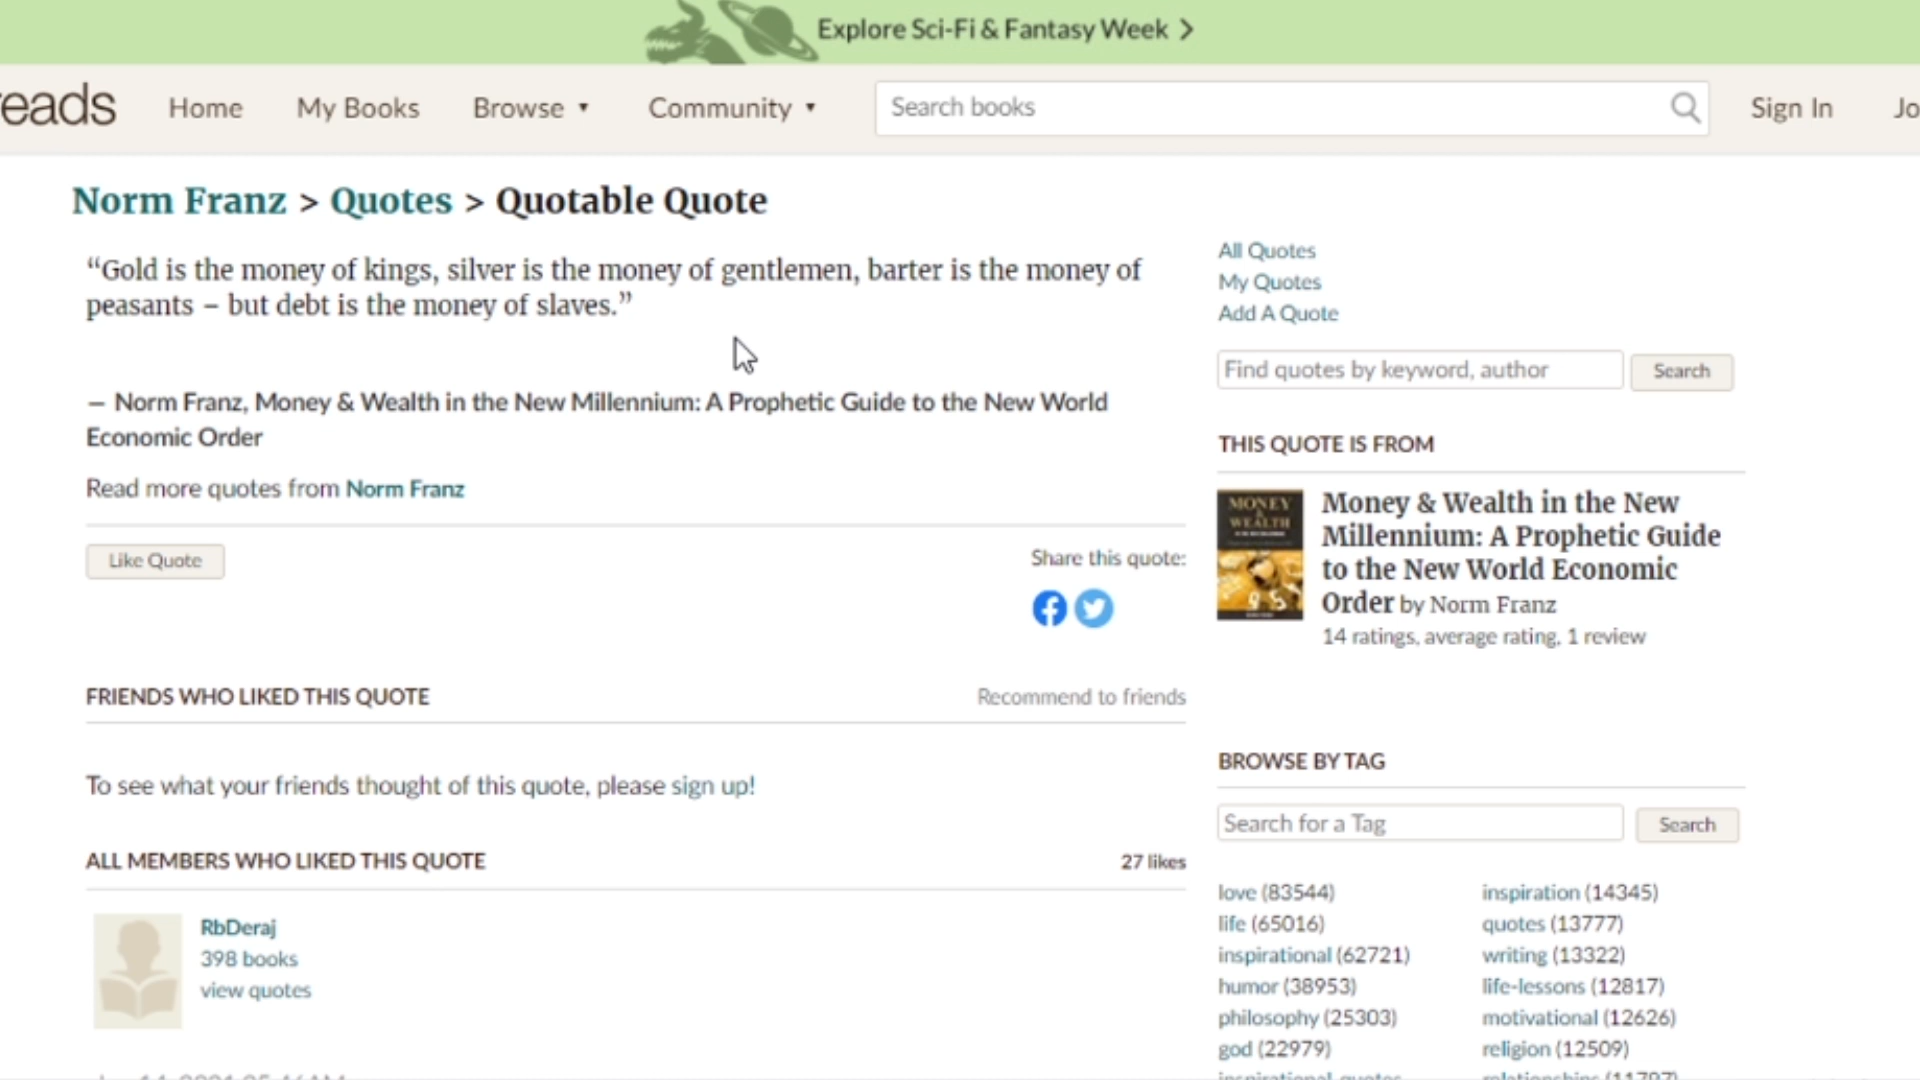 Explore Sci-Fi & Fantasy Week
eads Home My Books Browse Community Search books Sign In Jo
Norm Franz > Quotes > Quotable Quote
“Gold is the money of kings, silver is the money of gentlemen, barter is the money of
peasants – but debt is the money of slaves.”
― Norm Franz, Money & Wealth in the New Millennium: A Prophetic Guide to the New World
Economic Order
Read more quotes from Norm Franz
Like Quote
Share this quote:
FRIENDS WHO LIKED THIS QUOTE Recommend to friends
To see what your friends thought of this quote, please sign up!
ALL MEMBERS WHO LIKED THIS QUOTE 27 likes
RbDeraj
398 books
view quotes
All Quotes
My Quotes
Add A Quote
Find quotes by keyword, author Search
THIS QUOTE IS FROM
MONEY
&
WEALTH
Money & Wealth in the New
Millennium: A Prophetic Guide
to the New World Economic
Order by Norm Franz
14 ratings, average rating, 1 review
BROWSE BY TAG
Search for a Tag Search
love (83544) inspiration (14345)
life (65016) quotes (13777)
inspirational (62721) writing (13322)
humor (38953) life-lessons (12817)
philosophy (25303) motivational (12626)
god (22979) religion (12509)
inspirational-quotes relationships (11797)